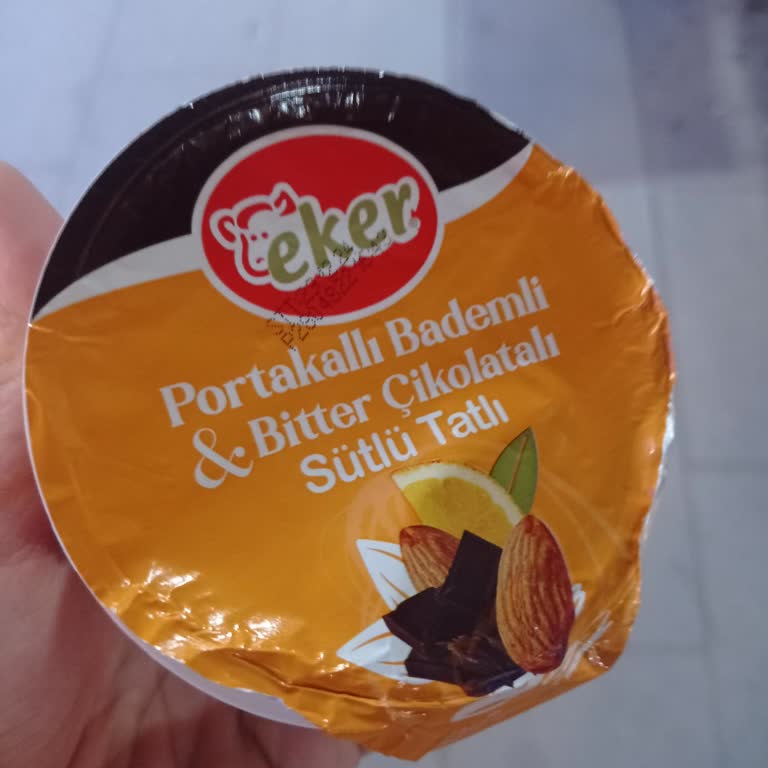 eker
Portakallı Bademli
& Bitter Çikolatalı
Sütlü Tatlı